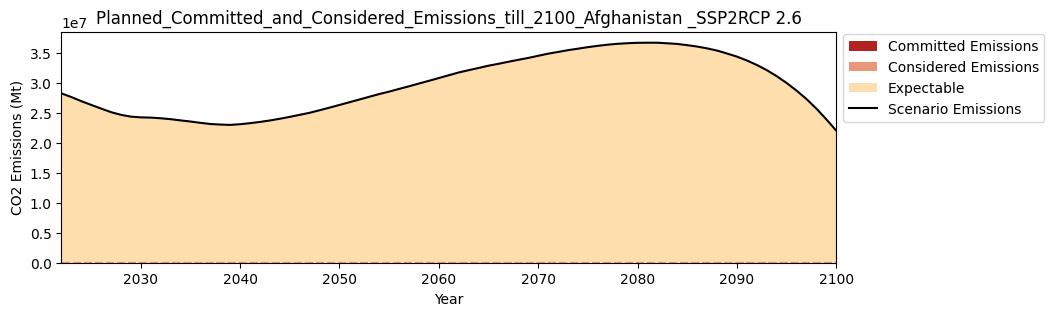 Planned_Committed_and_Considered_Emissions_till_2100_Afghanistan _SSP2RCP 2.6
1e7
3.5
3.0
2.5
2.0
1.5
1.0
0.5
0.0
CO2 Emissions (Mt)
2030 2040 2050 2060 2070 2080 2090 2100
Year
Committed Emissions
Considered Emissions
Expectable
Scenario Emissions